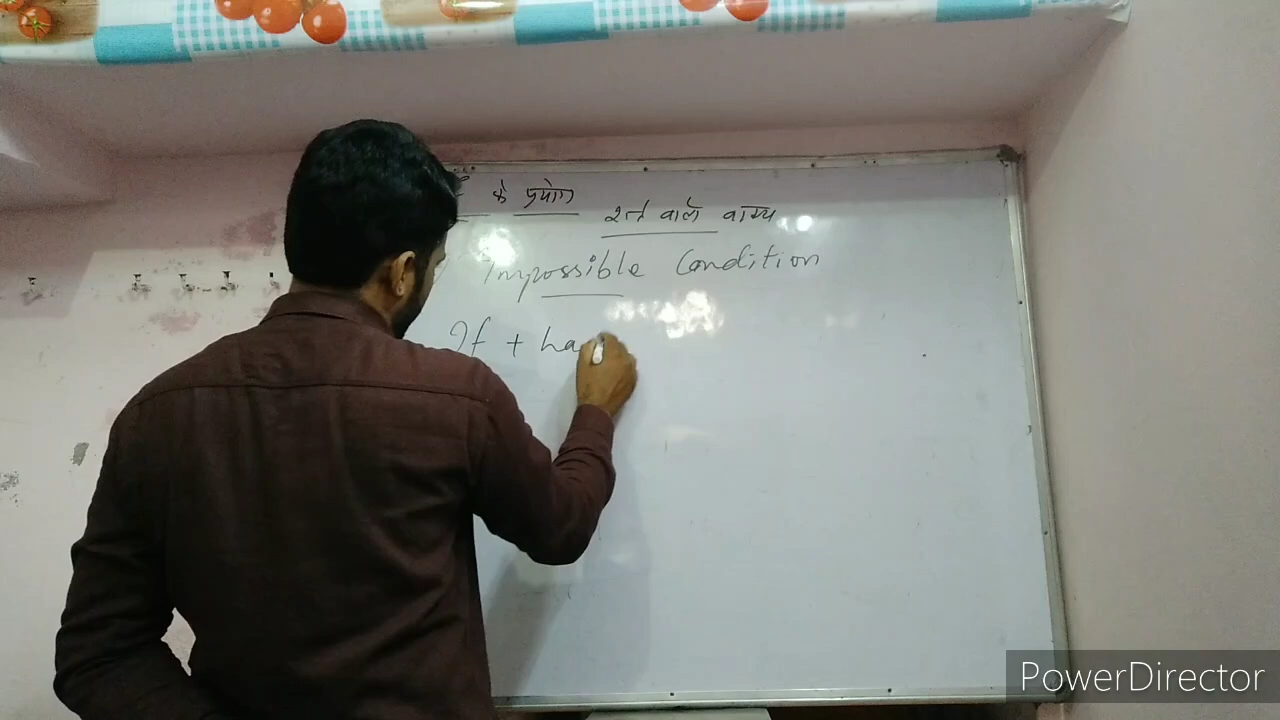 के प्रयोग
शर्त वाले वाक्य
Impossible Condition
If + ha
PowerDirector